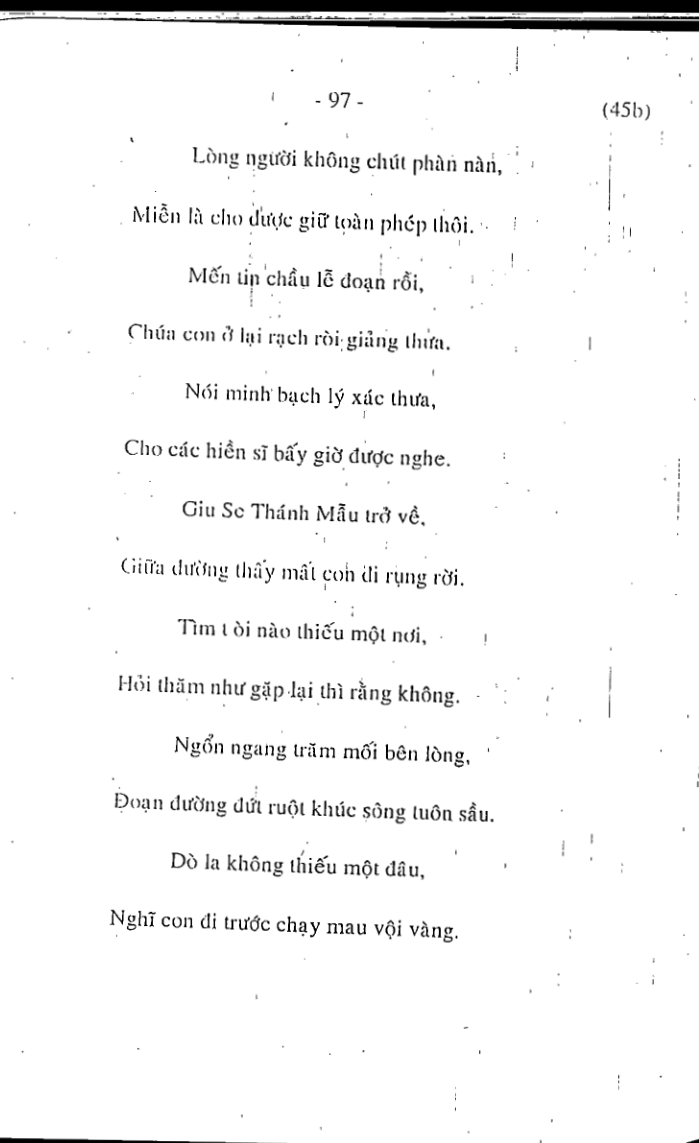 - 97 -
(45b)
Lòng người không chút phàn nàn,
Miễn là cho được giữ toàn phép thôi.
Mến tin chầu lễ đoạn rồi,
Chúa con ở lại rạch ròi giảng thưa.
Nói minh bạch lý xác thưa,
Cho các hiền sĩ bấy giờ được nghe.
Giu Se Thánh Mẫu trở về,
Giữa đường thấy mất con đi rụng rời.
Tìm t òi nào thiếu một nơi,
Hỏi thăm như gặp lại thì rằng không.
Ngổn ngang trăm mối bên lòng,
Đoạn đường đứt ruột khúc sông tuôn sầu.
Dò la không thiếu một đâu,
Nghĩ con đi trước chạy mau vội vàng.